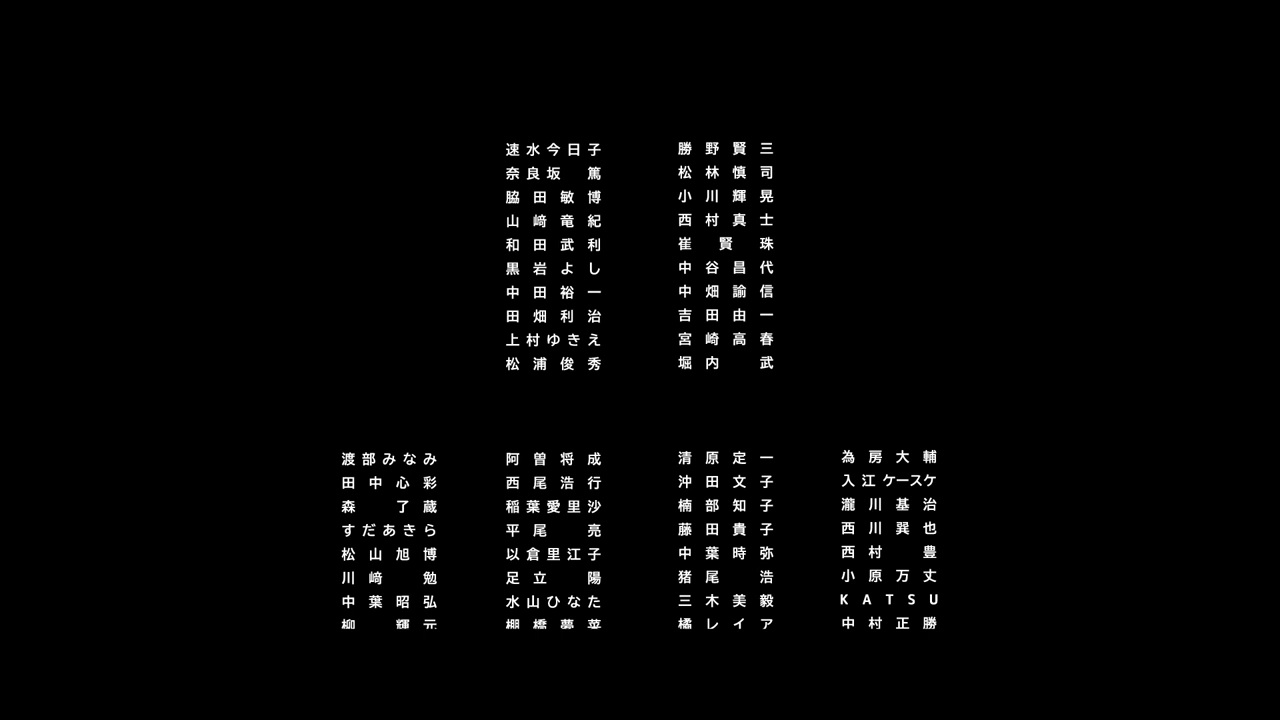 速水今日子 勝野賢三
奈良坂 篤 松林慎司
脇田敏博 小川輝晃
山﨑竜紀 西村真士
和田武利 崔 賢 珠
黒岩よし 中谷昌代
中田裕一 中畑諭信
田畑利治 吉田由一
上村ゆきえ 宮崎高春
松浦俊秀 堀内 武
渡部みなみ 阿曽将成 清原定一 為房大輔
田中心彩 西尾浩行 沖田文子 入江ケースケ
森 了蔵 稲葉愛里沙 楠部知子 瀧川基治
すだあきら 平尾 亮 藤田貴子 西川巽也
松山旭博 以倉里江子 中葉時弥 西村 豊
川﨑 勉 足立 陽 猪尾 浩 小原万丈
中葉昭弘 水山ひなた 三木美毅 KATSU
柳 輝元 棚橋夢菜 橘レイア 中村正勝